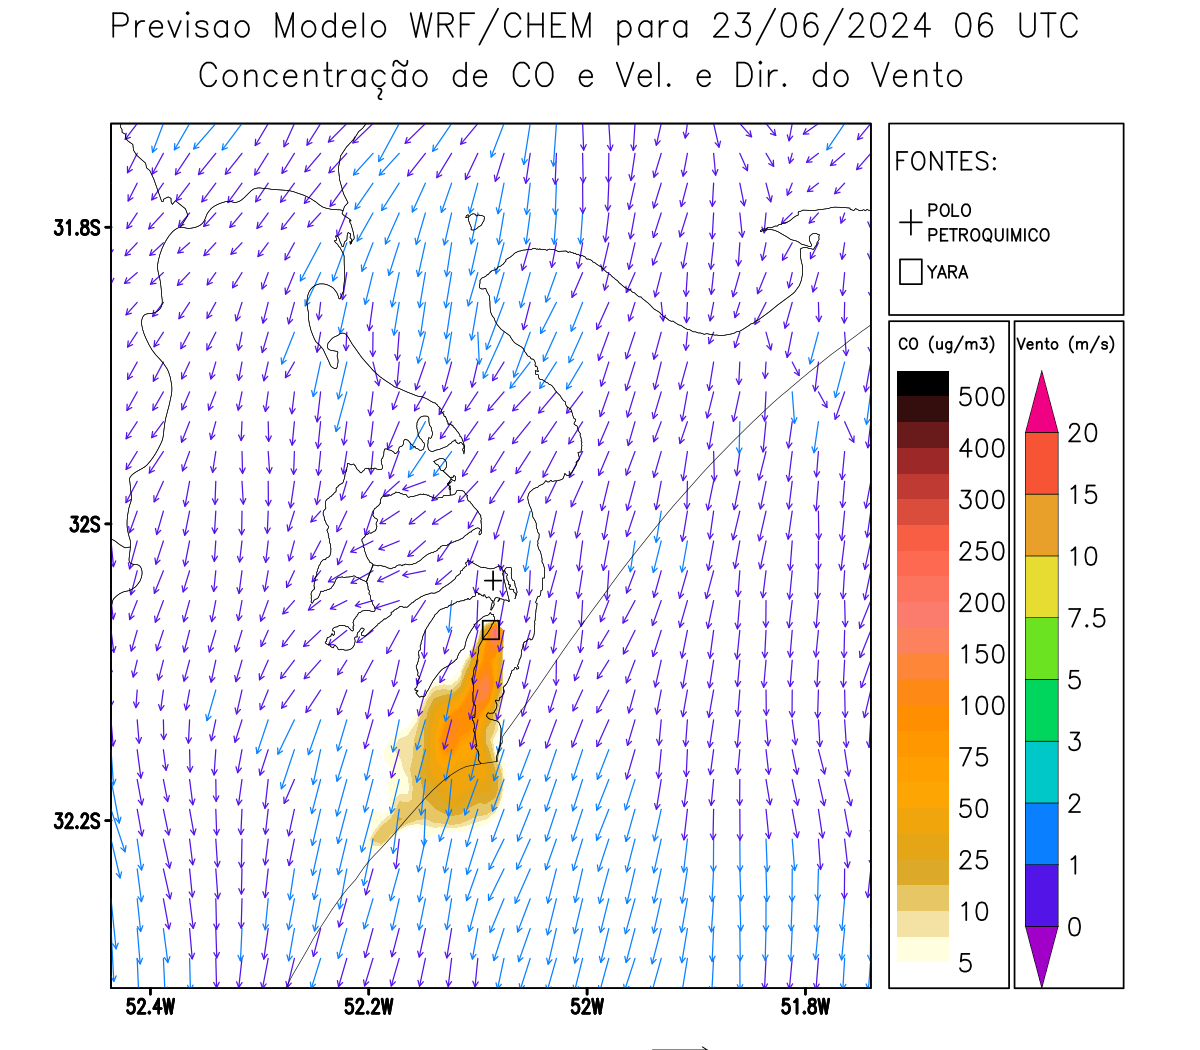 Previsao Modelo WRF/CHEM para 23/06/2024 06 UTC
Concentração de CO e Vel. e Dir. do Vento
FONTES:
POLO
PETROQUIMICO
YARA
CO (ug/m3)
500
400
300
250
200
150
100
75
50
25
10
5
Vento (m/s)
20
15
10
7.5
5
3
2
1
0
31.8S
32S
32.2S
52.4W
52.2W
52W
51.8W